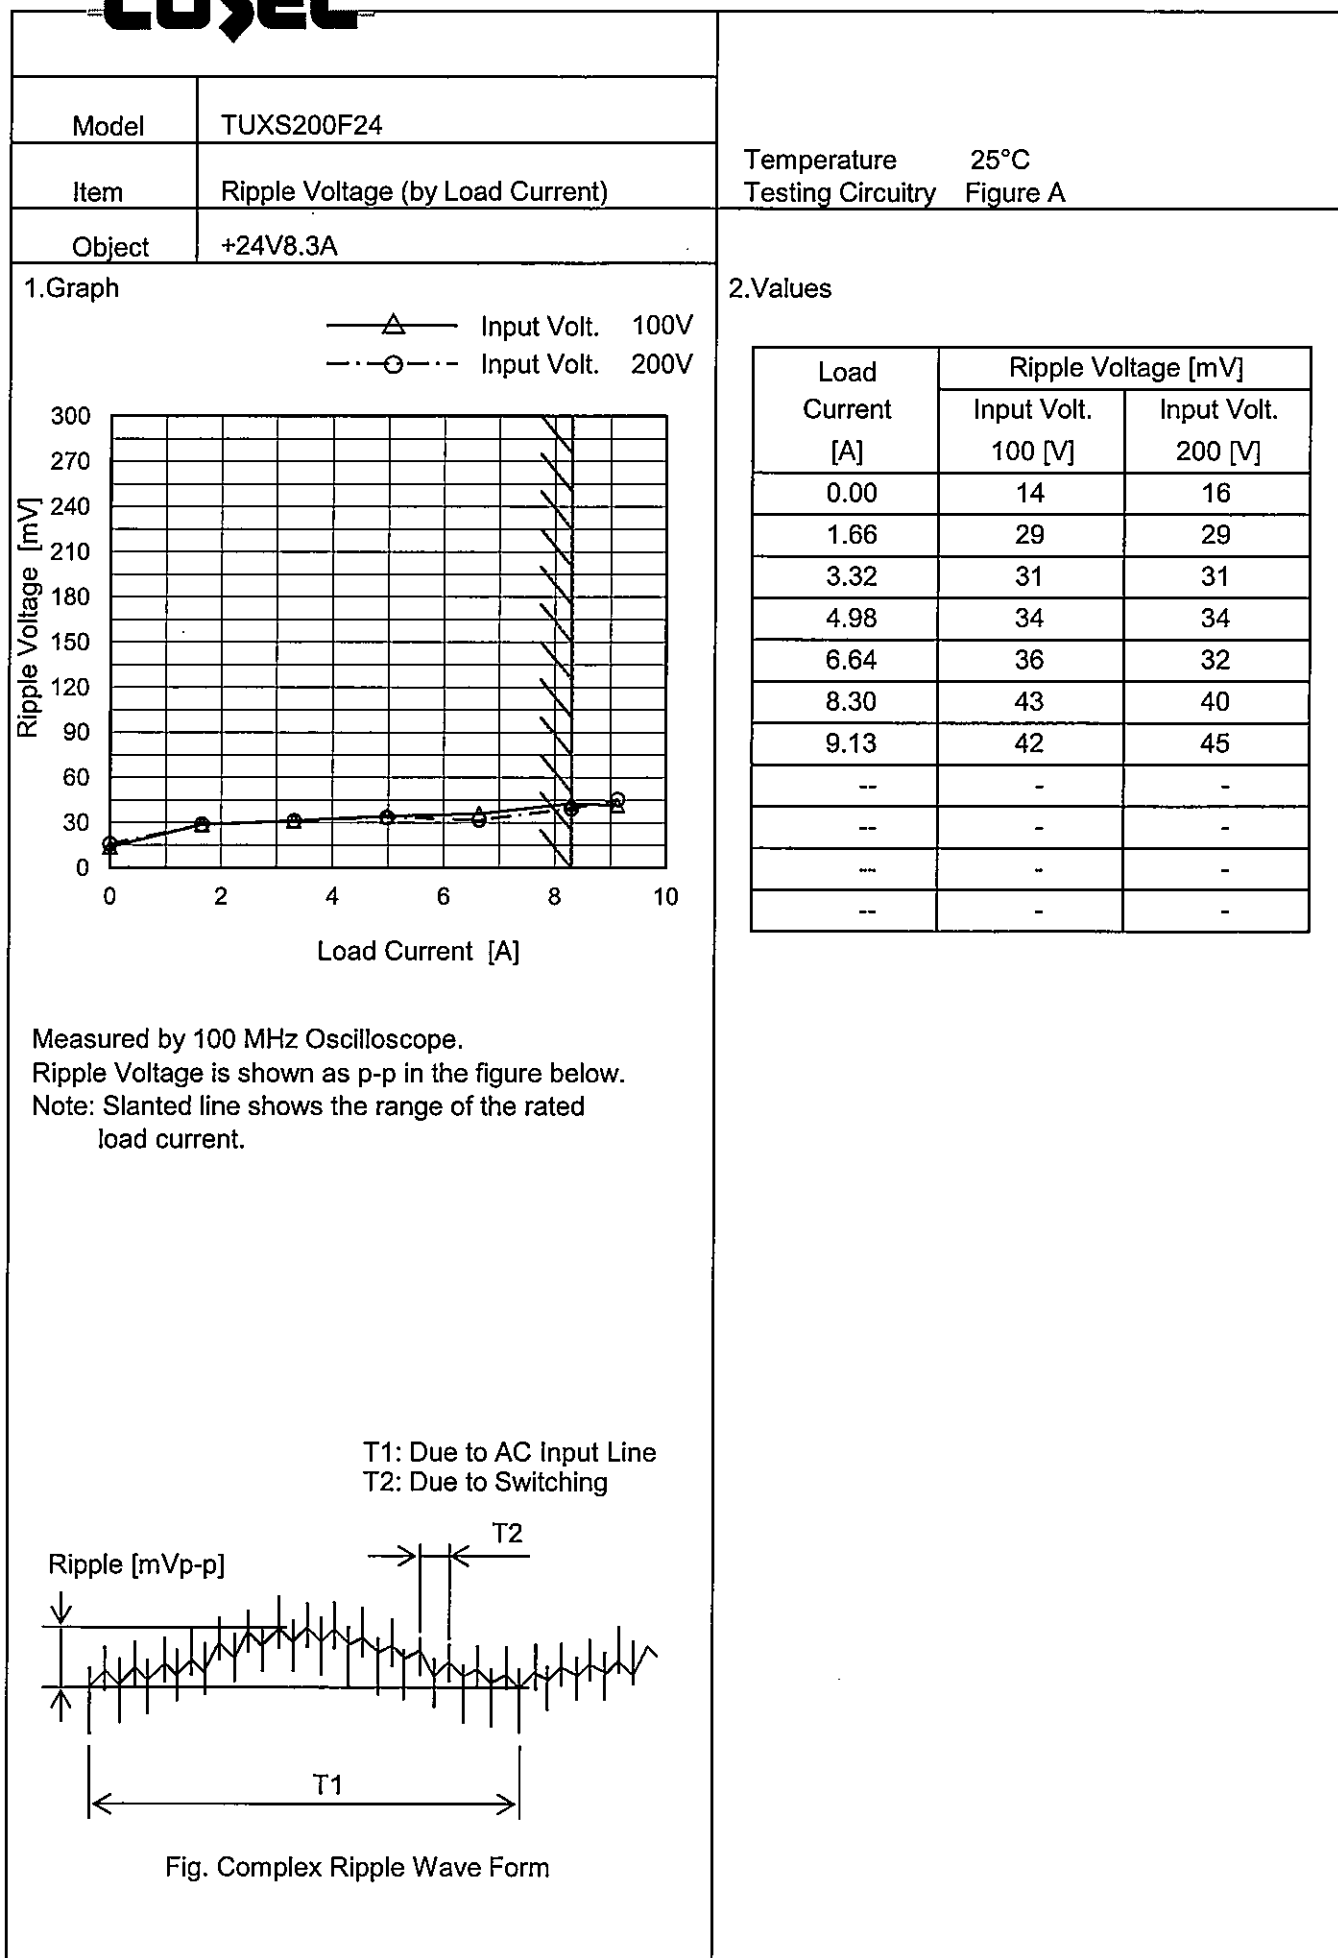 COSEL
Model TUXS200F24
Item Ripple Voltage (by Load Current)
Object +24V8.3A
Temperature 25°C
Testing Circuitry Figure A
1.Graph
Input Volt. 100V
Input Volt. 200V
300
270
240
210
180
150
120
90
60
30
0
Ripple Voltage [mV]
0 2 4 6 8 10
Load Current [A]
Measured by 100 MHz Oscilloscope.
Ripple Voltage is shown as p-p in the figure below.
Note: Slanted line shows the range of the rated
load current.
T1: Due to AC Input Line
T2: Due to Switching
T2
Ripple [mVp-p]
T1
Fig. Complex Ripple Wave Form
2.Values
Load Ripple Voltage [mV]
Current Input Volt. Input Volt.
[A] 100 [V] 200 [V]
0.00 14 16
1.66 29 29
3.32 31 31
4.98 34 34
6.64 36 32
8.30 43 40
9.13 42 45
-- - -
-- - -
-- - -
-- - -